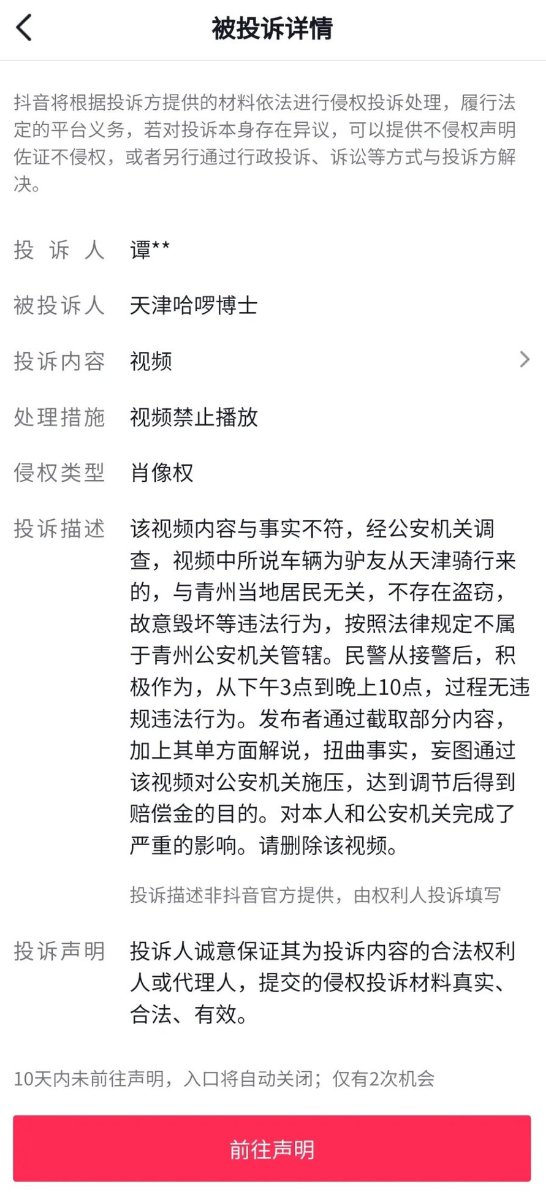 被投诉详情
抖音将根据投诉方提供的材料依法进行侵权投诉处理，履行法
定的平台义务，若对投诉本身存在异议，可以提供不侵权声明
佐证不侵权，或者另行通过行政投诉、诉讼等方式与投诉方解
决。
投诉人 谭**
被投诉人 天津哈啰博士
投诉内容 视频
处理措施 视频禁止播放
侵权类型 肖像权
投诉描述 该视频内容与事实不符，经公安机关调
查，视频中所说车辆为驴友从天津骑行来
的，与青州当地居民无关，不存在盗窃，
故意毁坏等违法行为，按照法律规定不属
于青州公安机关管辖。民警从接警后，积
极作为，从下午3点到晚上10点，过程无违
规违法行为。发布者通过截取部分内容，
加上其单方面解说，扭曲事实，妄图通过
该视频对公安机关施压，达到调节后得到
赔偿金的目的。对本人和公安机关完成了
严重的影响。请删除该视频。
投诉描述非抖音官方提供，由权利人投诉填写
投诉声明 投诉人诚意保证其为投诉内容的合法权利
人或代理人，提交的侵权投诉材料真实、
合法、有效。
10天内未前往声明，入口将自动关闭；仅有2次机会
前往声明